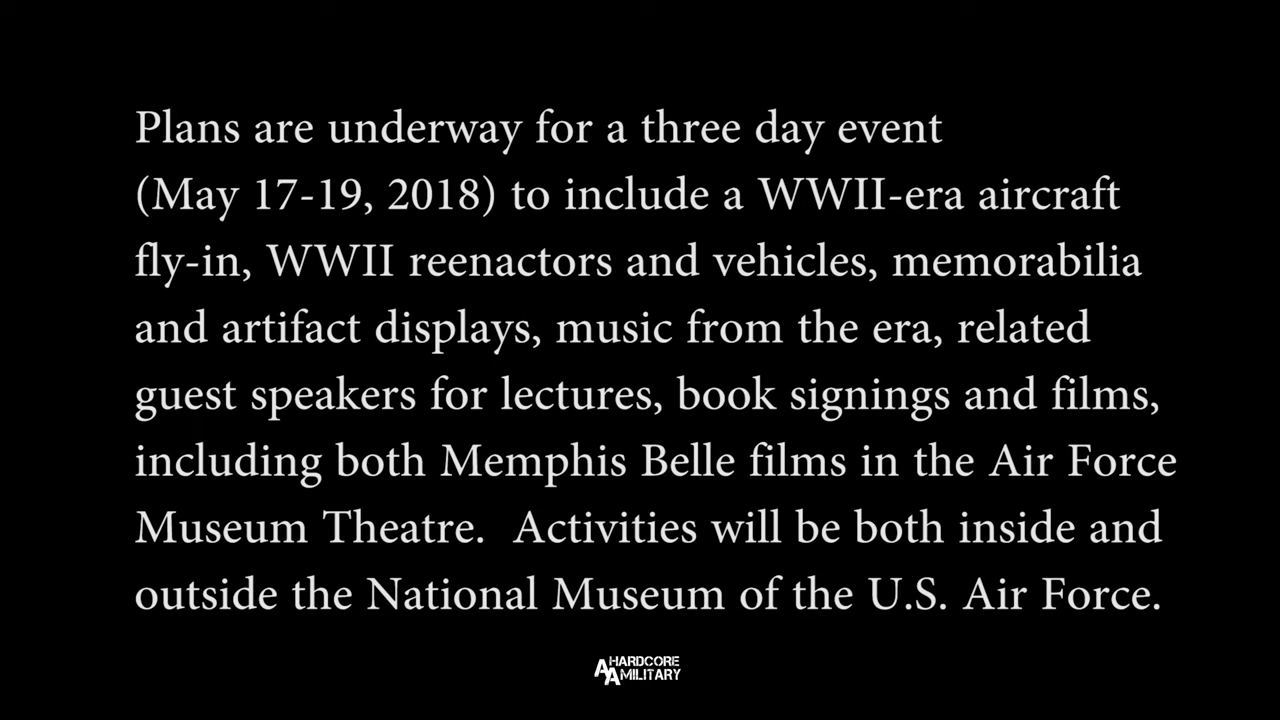 Plans are underway for a three day event
(May 17-19, 2018) to include a WWII-era aircraft
fly-in, WWII reenactors and vehicles, memorabilia
and artifact displays, music from the era, related
guest speakers for lectures, book signings and films,
including both Memphis Belle films in the Air Force
Museum Theatre.  Activities will be both inside and
outside the National Museum of the U.S. Air Force.
AA HARDCORE
MILITARY